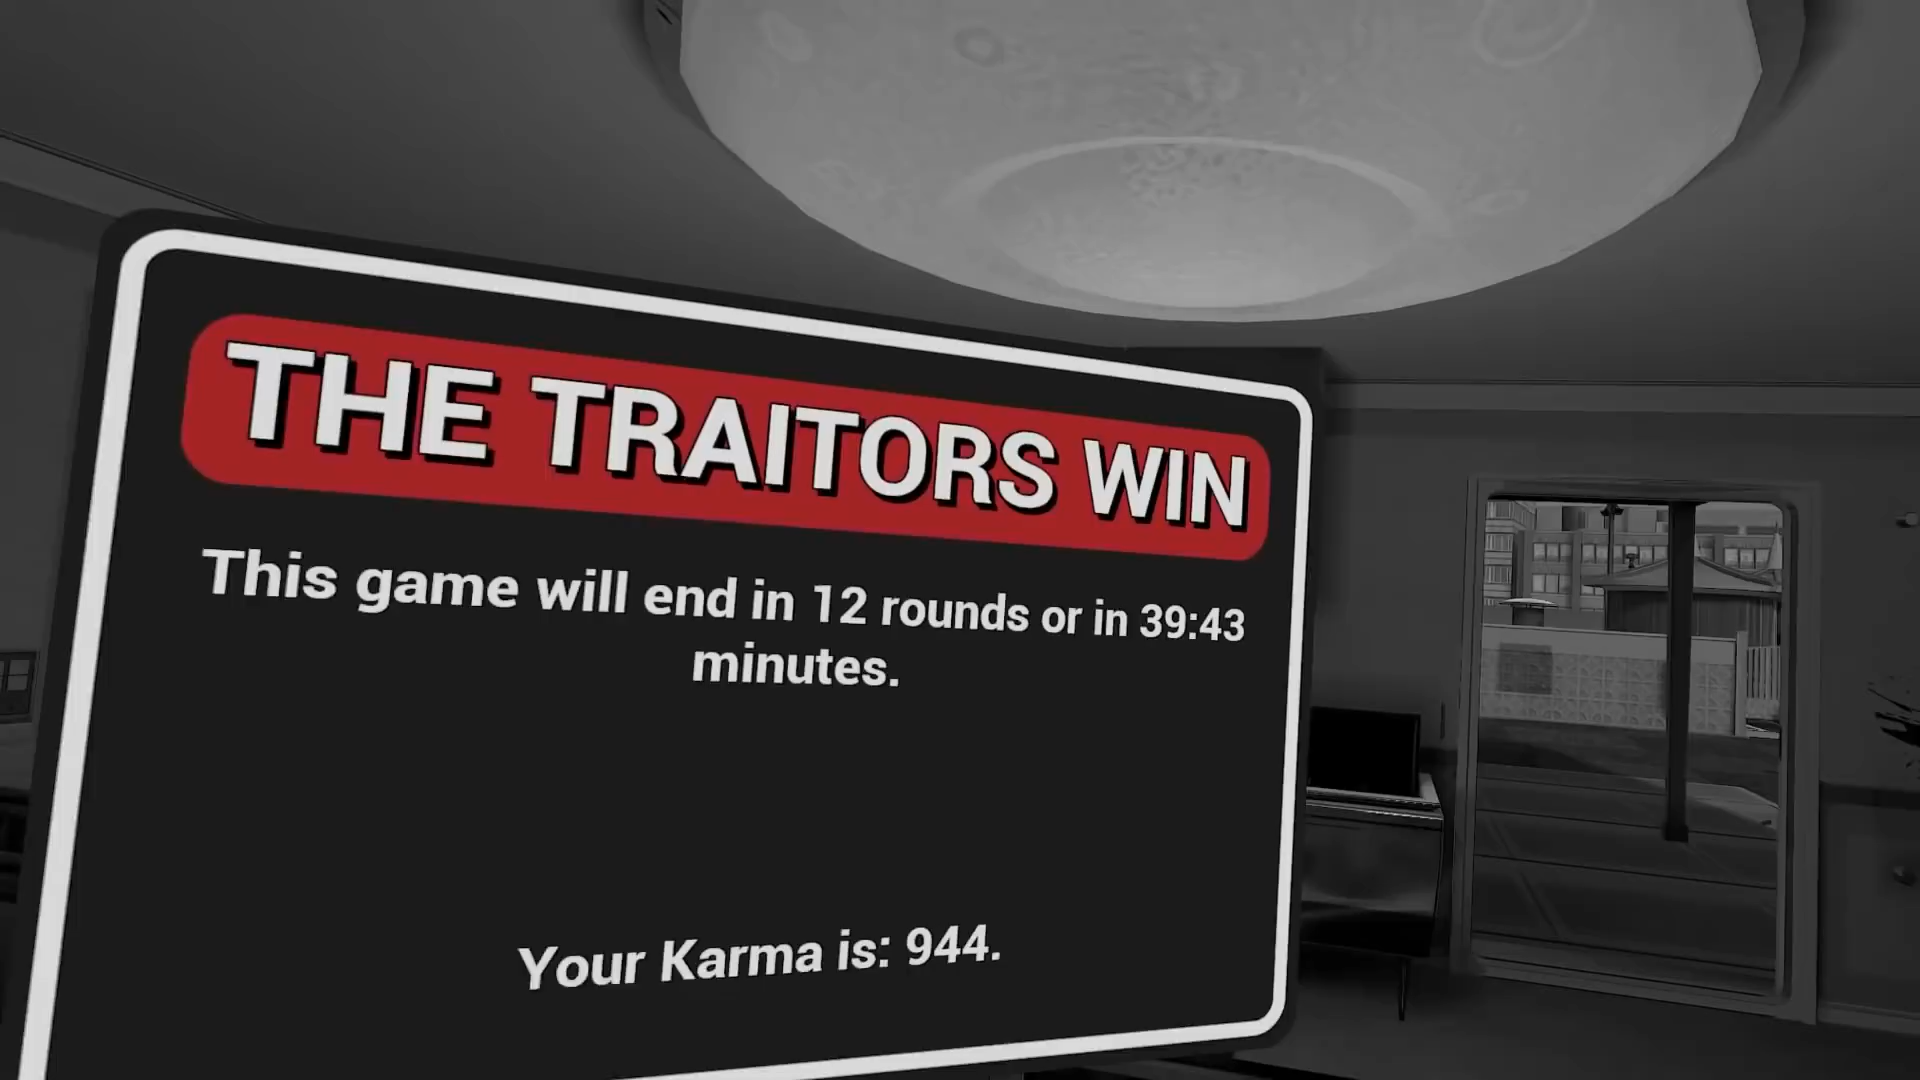 THE TRAITORS WIN
This game will end in 12 rounds or in 39:43
minutes.
Your Karma is: 944.